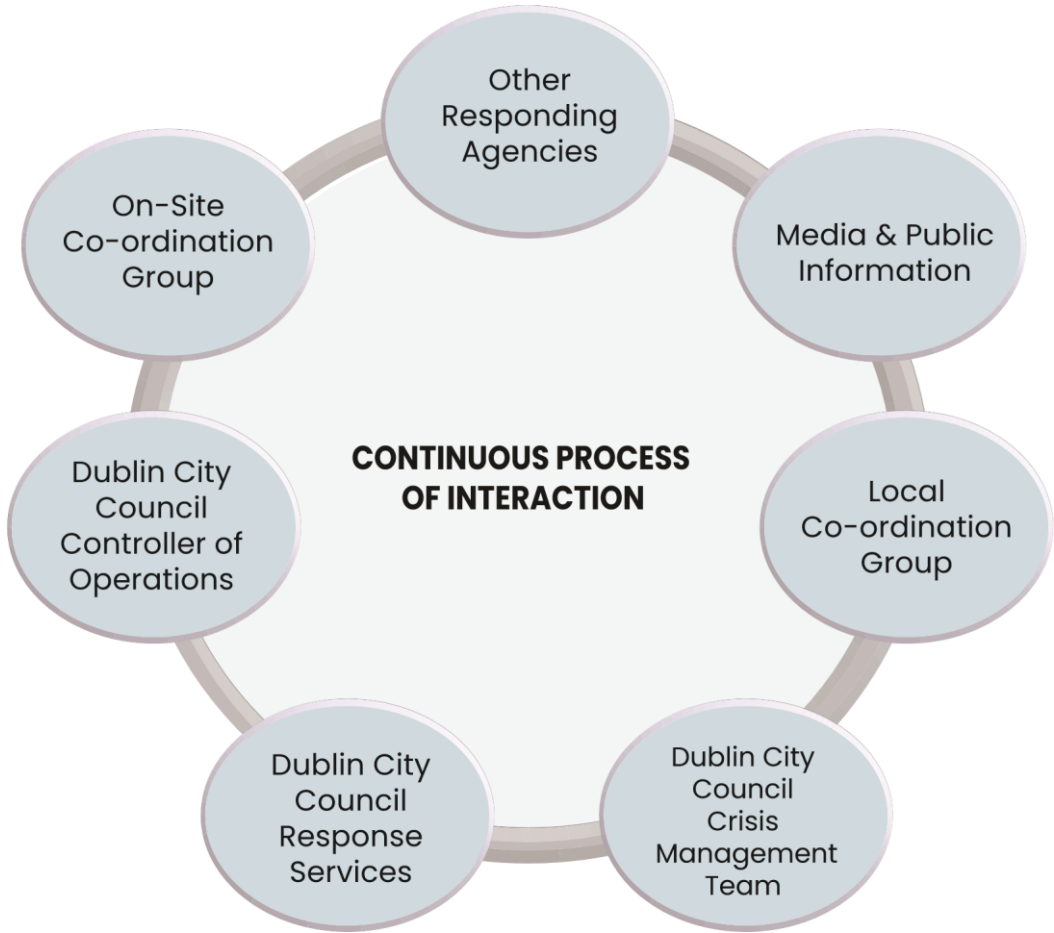 Other
Responding
Agencies
On-Site
Co-ordination
Group
Media & Public
Information
CONTINUOUS PROCESS
OF INTERACTION
Dublin City
Council
Controller of
Operations
Local
Co-ordination
Group
Dublin City
Council
Response
Services
Dublin City
Council
Crisis
Management
Team